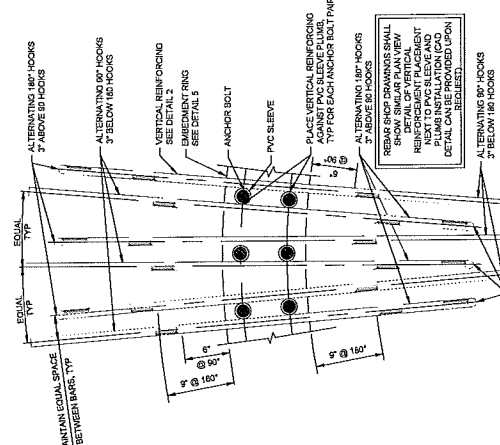 ALTERNATING 180° HOOKS
3" ABOVE 90 HOOKS
ALTERNATING 90° HOOKS
3" BELOW 180 HOOKS
VERTICAL REINFORCING
SEE DETAIL 2
EMBEDMENT RING
SEE DETAIL 5
ANCHOR BOLT
PVC SLEEVE
PLACE VERTICAL REINFORCING
AGAINST PVC SLEEVE PLUMB,
TYP FOR EACH ANCHOR BOLT PAIR
ALTERNATING 180° HOOKS
3" ABOVE 90 HOOKS
REBAR SHOP DRAWINGS SHALL
SHOW SIMILAR PLAN VIEW
DETAIL OF VERTICAL
REINFORCEMENT PLACEMENT
NEXT TO PVC SLEEVE AND
PLUMB INSTALLATION (CAD
DETAIL CAN BE PROVIDED UPON
REQUEST).
ALTERNATING 90° HOOKS
3" BELOW 180 HOOKS
EQUAL
TYP
EQUAL
TYP
AINTAIN EQUAL SPACE
BETWEEN BARS, TYP
6"
@ 90°
9" @ 180°
6"
@ 90°
9" @ 180°